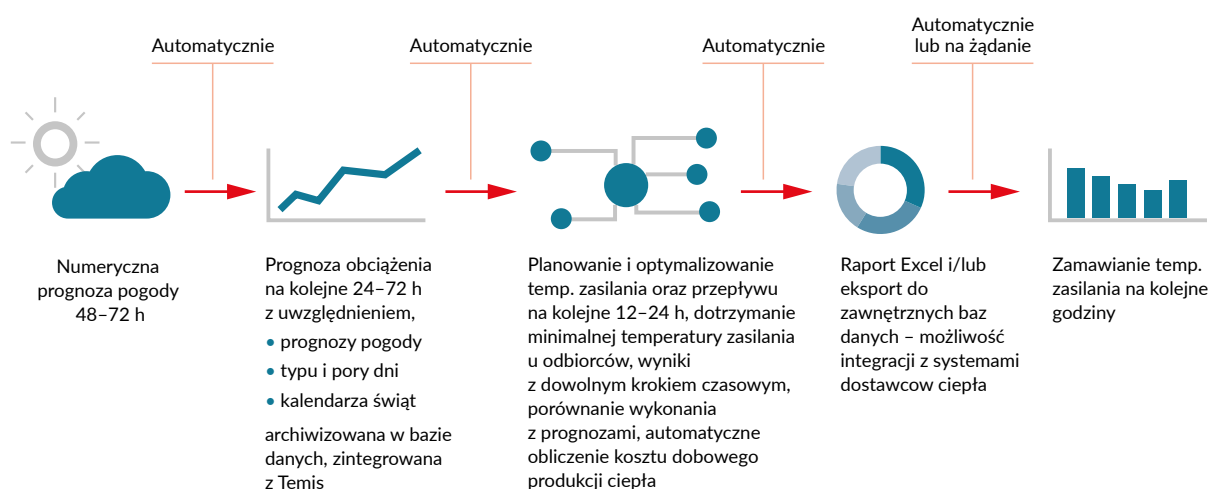 Automatycznie
Automatycznie
Automatycznie
Automatycznie
lub na żądanie
Numeryczna
prognoza pogody
48–72 h
Prognoza obciążenia
na kolejne 24–72 h
z uwzględnieniem,
• prognozy pogody
• typu i pory dni
• kalendarza świąt
archiwizowana w bazie
danych, zintegrowana
z Temis
Planowanie i optymalizowanie
temp. zasilania oraz przepływu
na kolejne 12–24 h, dotrzymanie
minimalnej temperatury zasilania
u odbiorców, wyniki
z dowolnym krokiem czasowym,
porównanie wykonania
z prognozami, automatyczne
obliczenie kosztu dobowego
produkcji ciepła
Raport Excel i/lub
eksport do
zawnętrznych baz
danych – możliwość
integracji z systemami
dostawcow ciepła
Zamawianie temp.
zasilania na kolejne
godziny